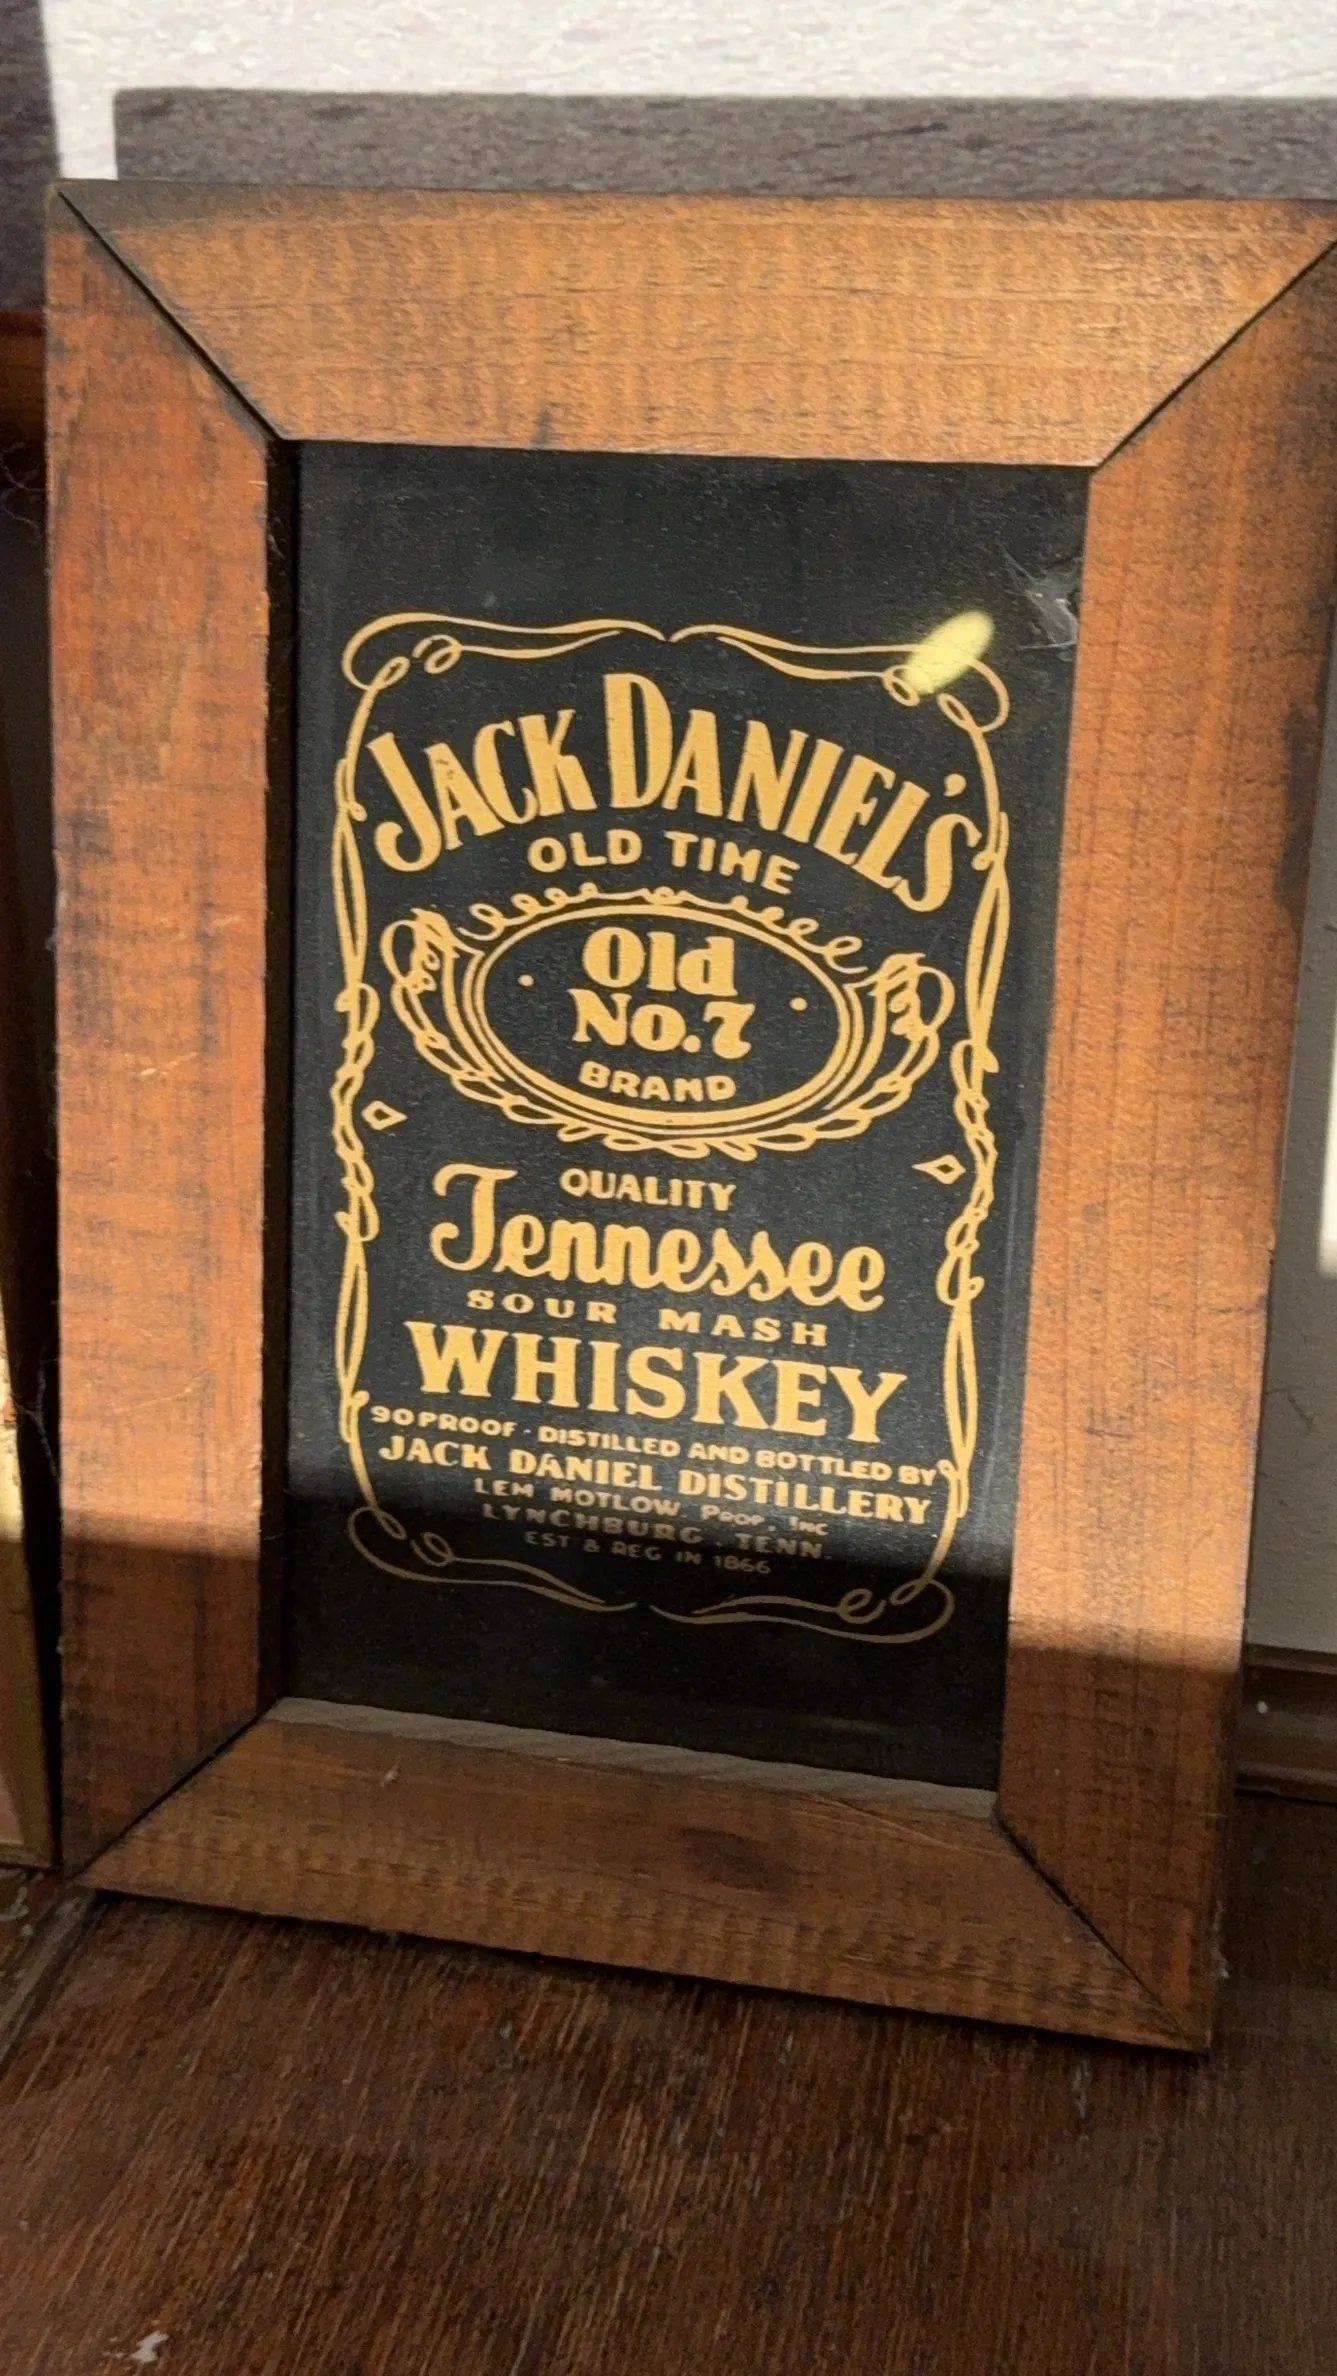 JACK DANIEL'S
OLD TIME
Old
No.7
BRAND
QUALITY
Tennessee
SOUR MASH
WHISKEY
90 PROOF · DISTILLED AND BOTTLED BY
JACK DANIEL DISTILLERY
LEM MOTLOW, PROP., INC
LYNCHBURG, TENN.
EST & REG IN 1866